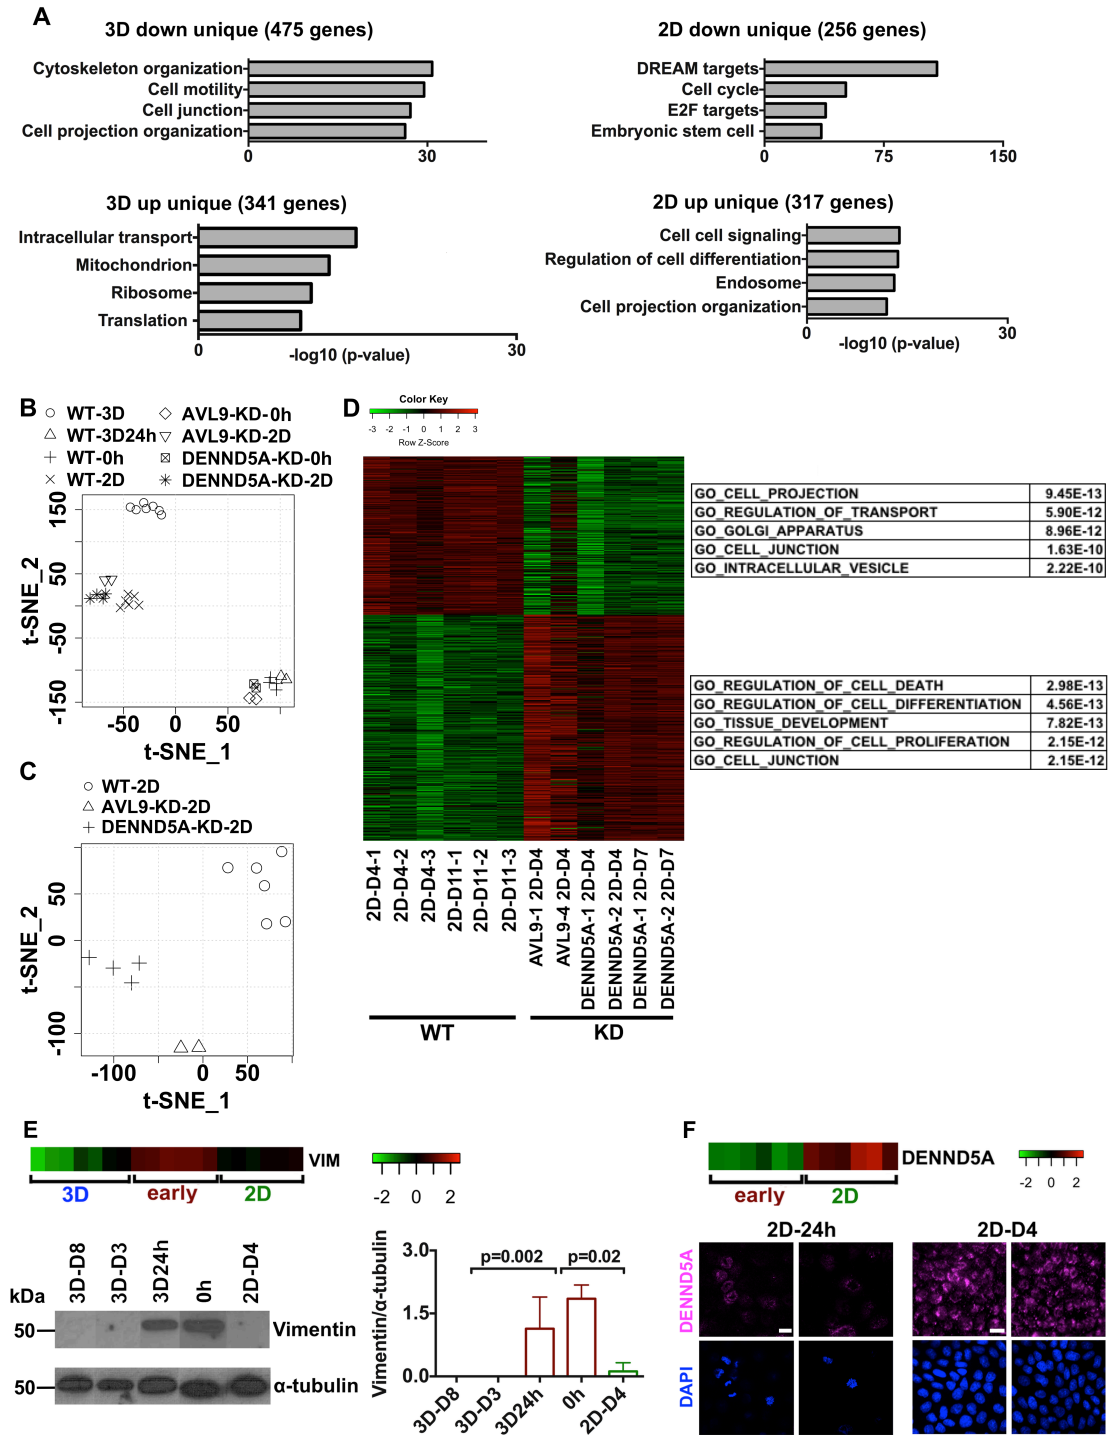 A
3D down unique (475 genes)
Cytoskeleton organization
Cell motility
Cell junction
Cell projection organization
0 30
2D down unique (256 genes)
DREAM targets
Cell cycle
E2F targets
Embryonic stem cell
0 75 150
3D up unique (341 genes)
Intracellular transport
Mitochondrion
Ribosome
Translation
0 30
-log10 (p-value)
2D up unique (317 genes)
Cell cell signaling
Regulation of cell differentiation
Endosome
Cell projection organization
0 30
-log10 (p-value)
B
WT-3D
WT-3D24h
WT-0h
WT-2D
AVL9-KD-0h
AVL9-KD-2D
DENND5A-KD-0h
DENND5A-KD-2D
150
50
-50
-150
t-SNE_2
-50 0 50
t-SNE_1
C
WT-2D
AVL9-KD-2D
DENND5A-KD-2D
50
0
-100
t-SNE_2
-100 0 50
t-SNE_1
D
Color Key
-3 -2 -1 0 1 2 3
Row Z-Score
GO_CELL_PROJECTION 9.45E-13
GO_REGULATION_OF_TRANSPORT 5.90E-12
GO_GOLGI_APPARATUS 8.96E-12
GO_CELL_JUNCTION 1.63E-10
GO_INTRACELLULAR_VESICLE 2.22E-10
GO_REGULATION_OF_CELL_DEATH 2.98E-13
GO_REGULATION_OF_CELL_DIFFERENTIATION 4.56E-13
GO_TISSUE_DEVELOPMENT 7.82E-13
GO_REGULATION_OF_CELL_PROLIFERATION 2.15E-12
GO_CELL_JUNCTION 2.15E-12
2D-D4-1
2D-D4-2
2D-D4-3
2D-D11-1
2D-D11-2
2D-D11-3
AVL9-1 2D-D4
AVL9-4 2D-D4
DENND5A-1 2D-D4
DENND5A-2 2D-D4
DENND5A-1 2D-D7
DENND5A-2 2D-D7
WT KD
E
VIM
3D early 2D
-2 0 2
3D-D8
3D-D3
3D24h
0h
2D-D4
kDa
50
Vimentin
50
α-tubulin
Vimentin/α-tubulin
3.0
1.5
0.0
p=0.002 p=0.02
3D-D8
3D-D3
3D24h
0h
2D-D4
F
DENND5A
early 2D
-2 0 2
2D-24h 2D-D4
DENND5A
DAPI